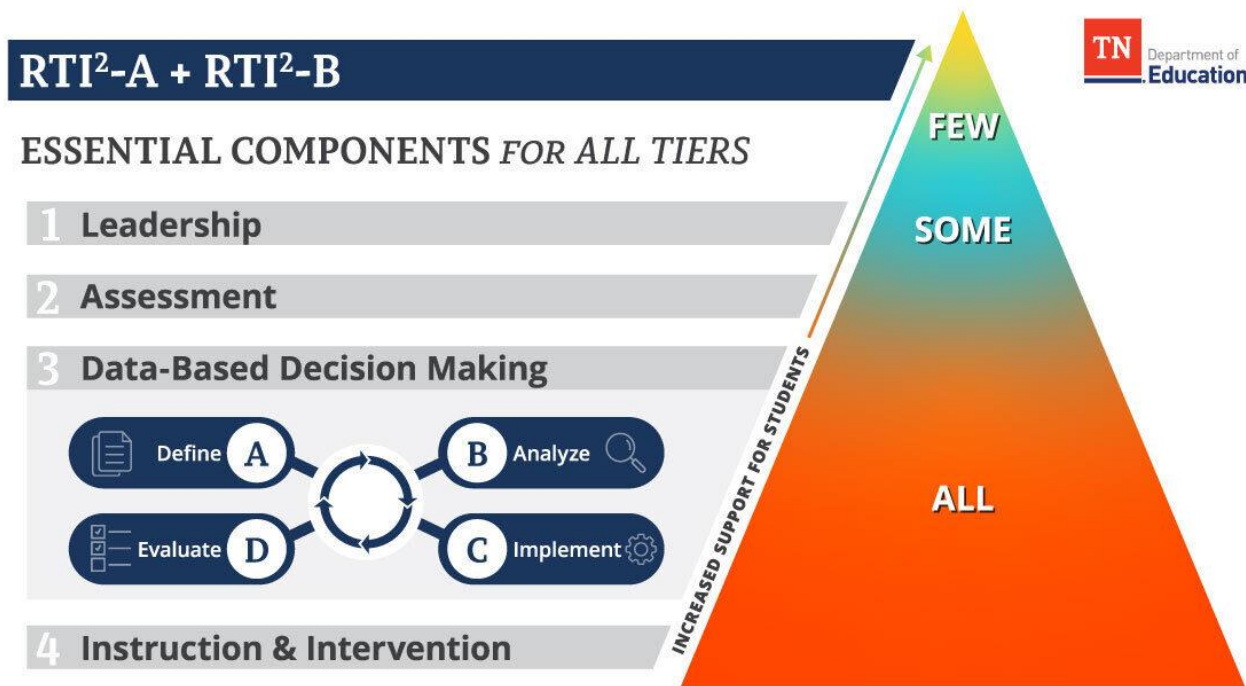 RTI²-A + RTI²-B
TN Department of
Education
ESSENTIAL COMPONENTS FOR ALL TIERS
1 Leadership
2 Assessment
3 Data-Based Decision Making
Define A
B Analyze
Evaluate D
C Implement
4 Instruction & Intervention
INCREASED SUPPORT FOR STUDENTS
FEW
SOME
ALL